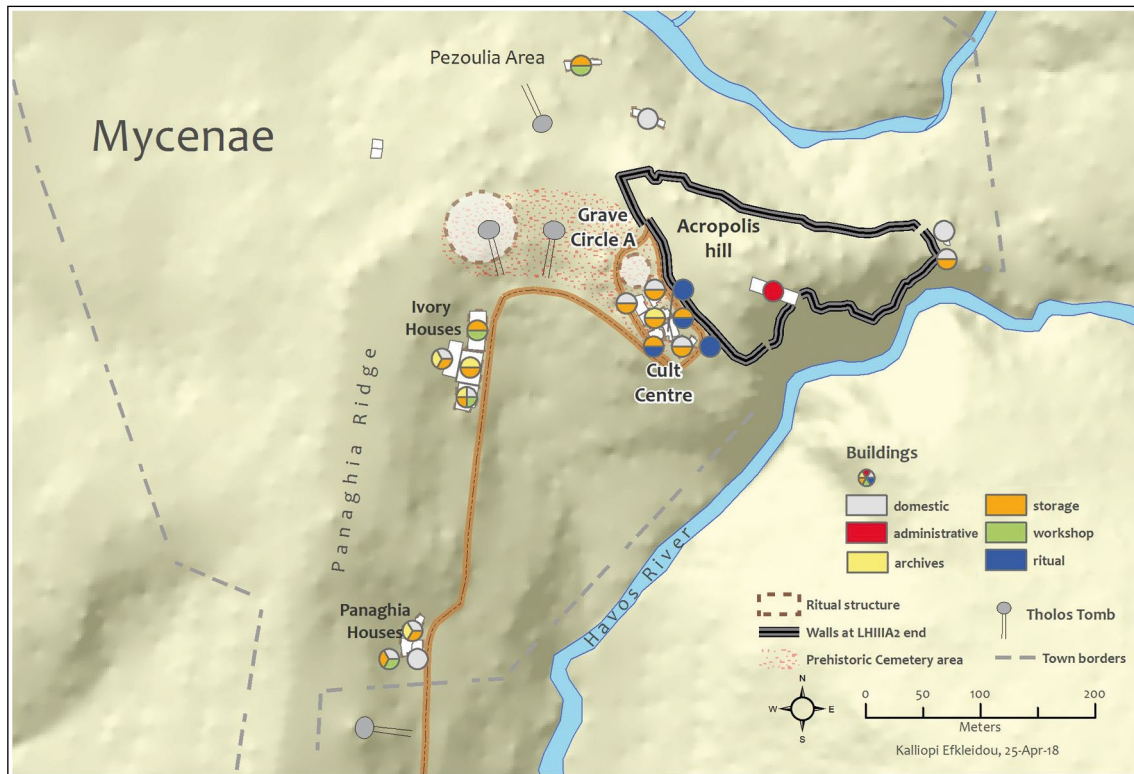 Pezoulia Area
Mycenae
Grave
Circle A
Acropolis
hill
Ivory
Houses
Cult
Centre
Panaghia Ridge
Panaghia
Houses
Havos River
Buildings
domestic
storage
administrative
workshop
archives
ritual
Ritual structure
Tholos Tomb
Walls at LHIIIA2 end
Prehistoric Cemetery area
Town borders
N
W E
S
0 50 100 200
Meters
Kalliopi Efkleidou, 25-Apr-18